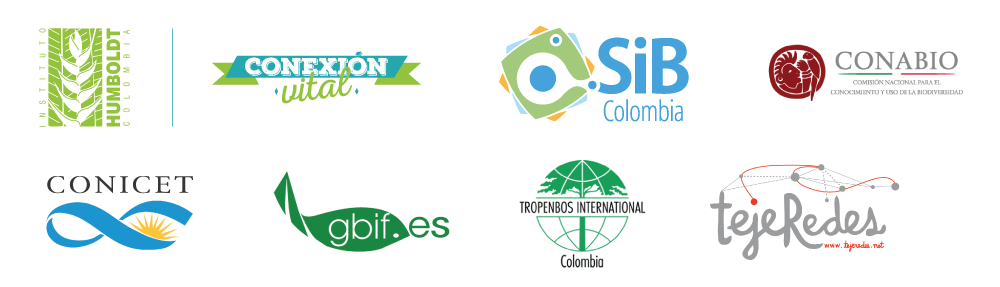 INSTITUTO
HUMBOLDT
COLOMBIA
CONEXIÓN
vital
SiB
Colombia
CONABIO
COMISIÓN NACIONAL PARA EL
CONOCIMIENTO Y USO DE LA BIODIVERSIDAD
CONICET
gbif.es
TROPENBOS INTERNATIONAL
Colombia
tejeRedes
www.tejeredes.net